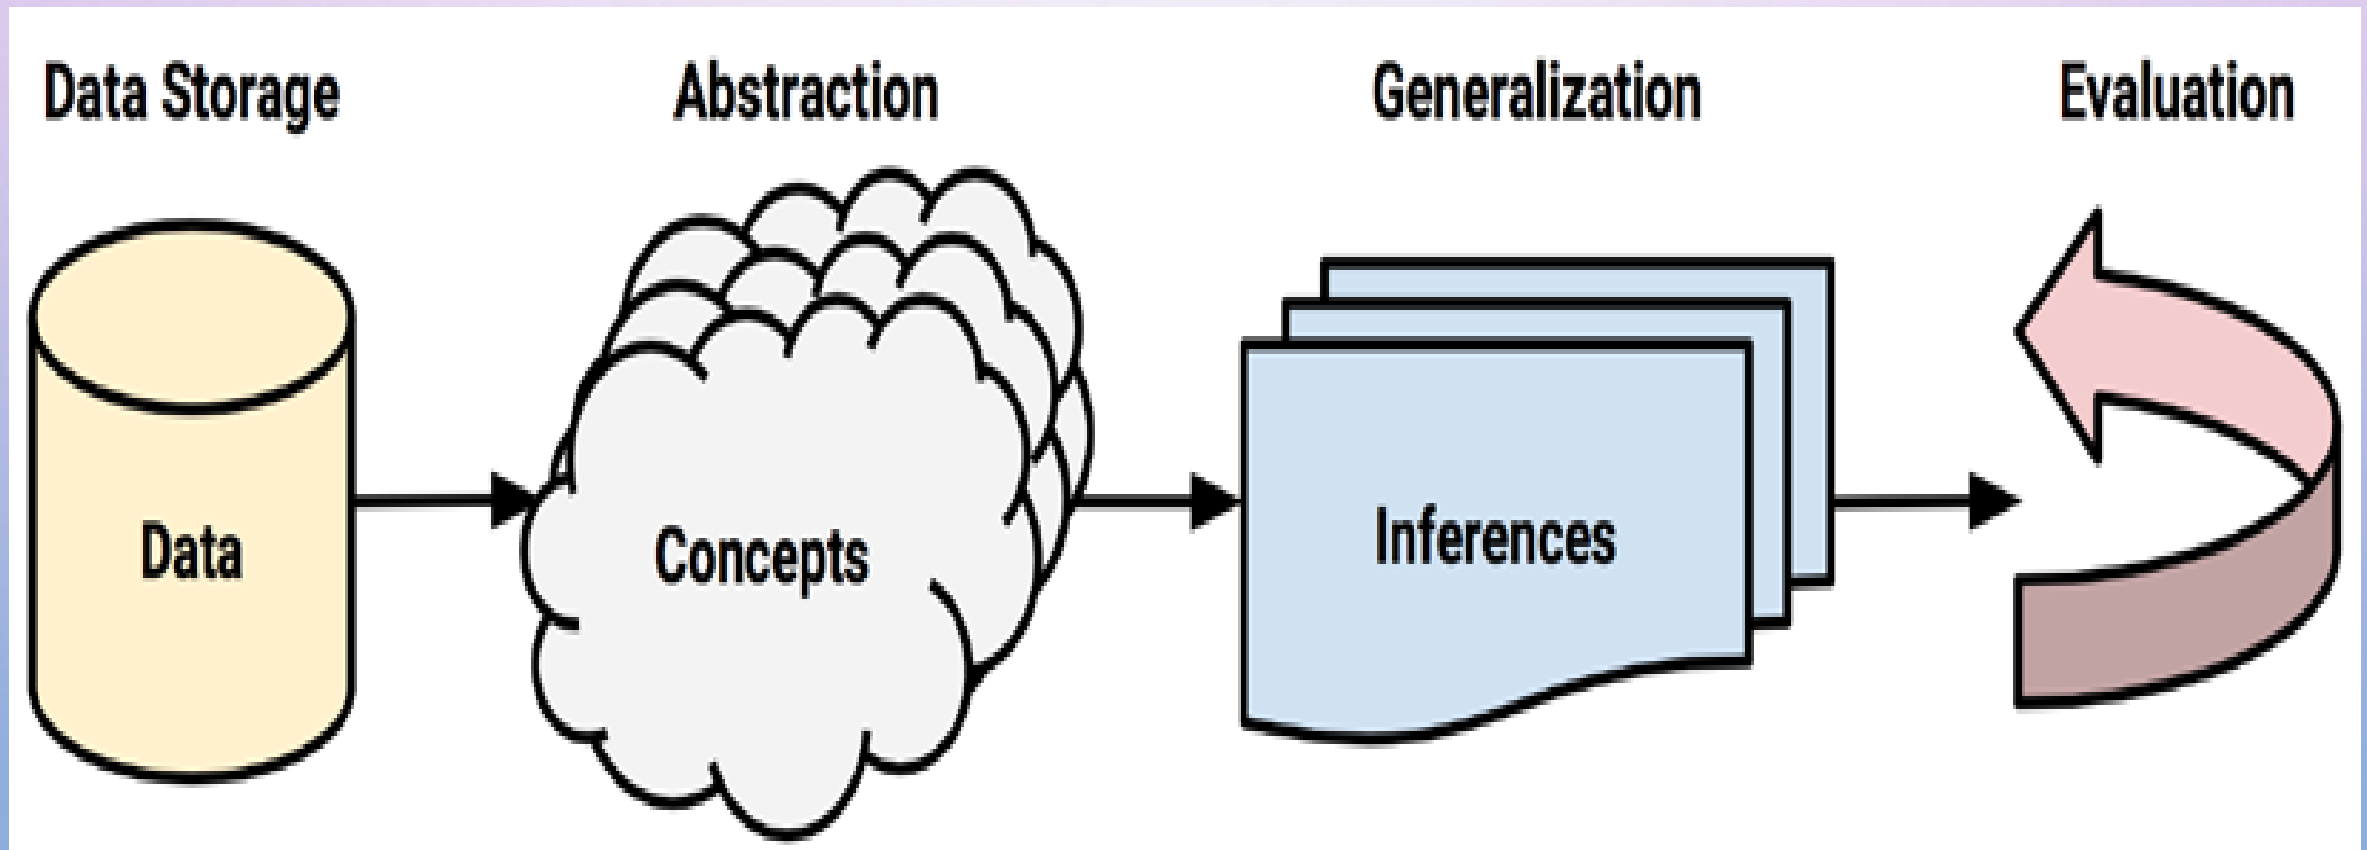 Data Storage
Abstraction
Generalization
Evaluation
Data
Concepts
Inferences